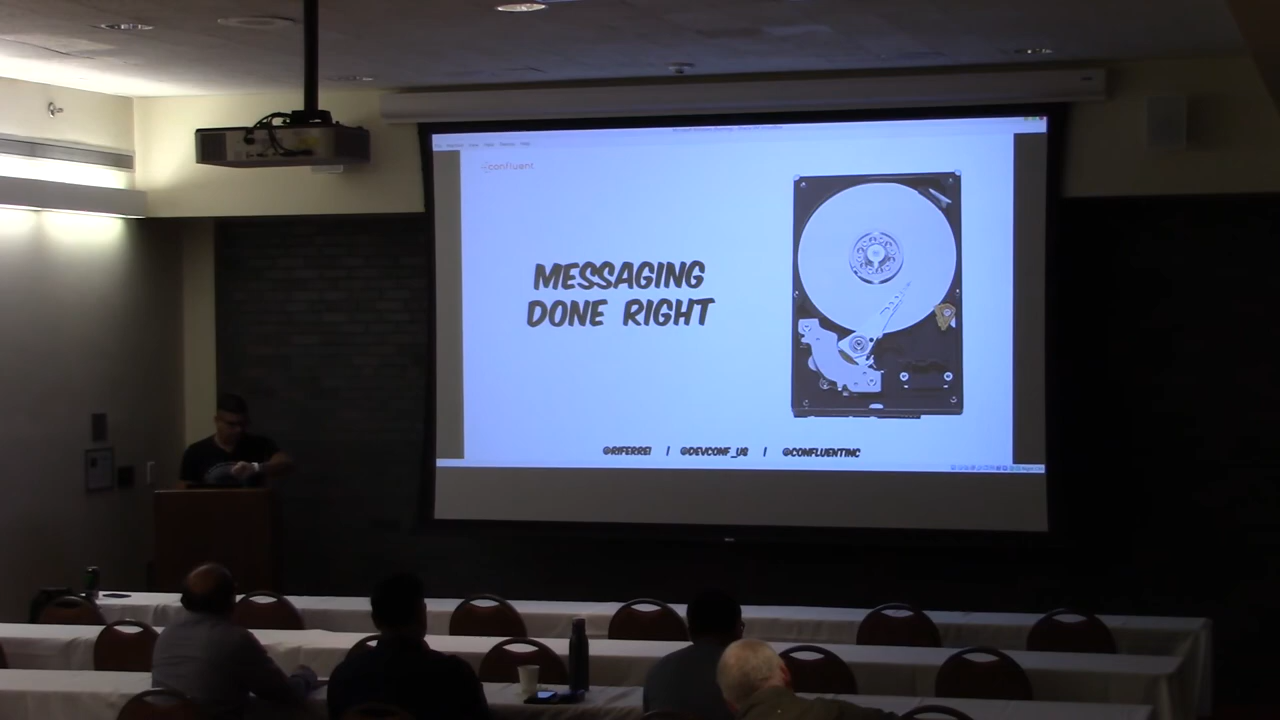 confluent
MESSAGING
DONE RIGHT
@RIFERREI | @DEVCONF_US | @CONFLUENTINC